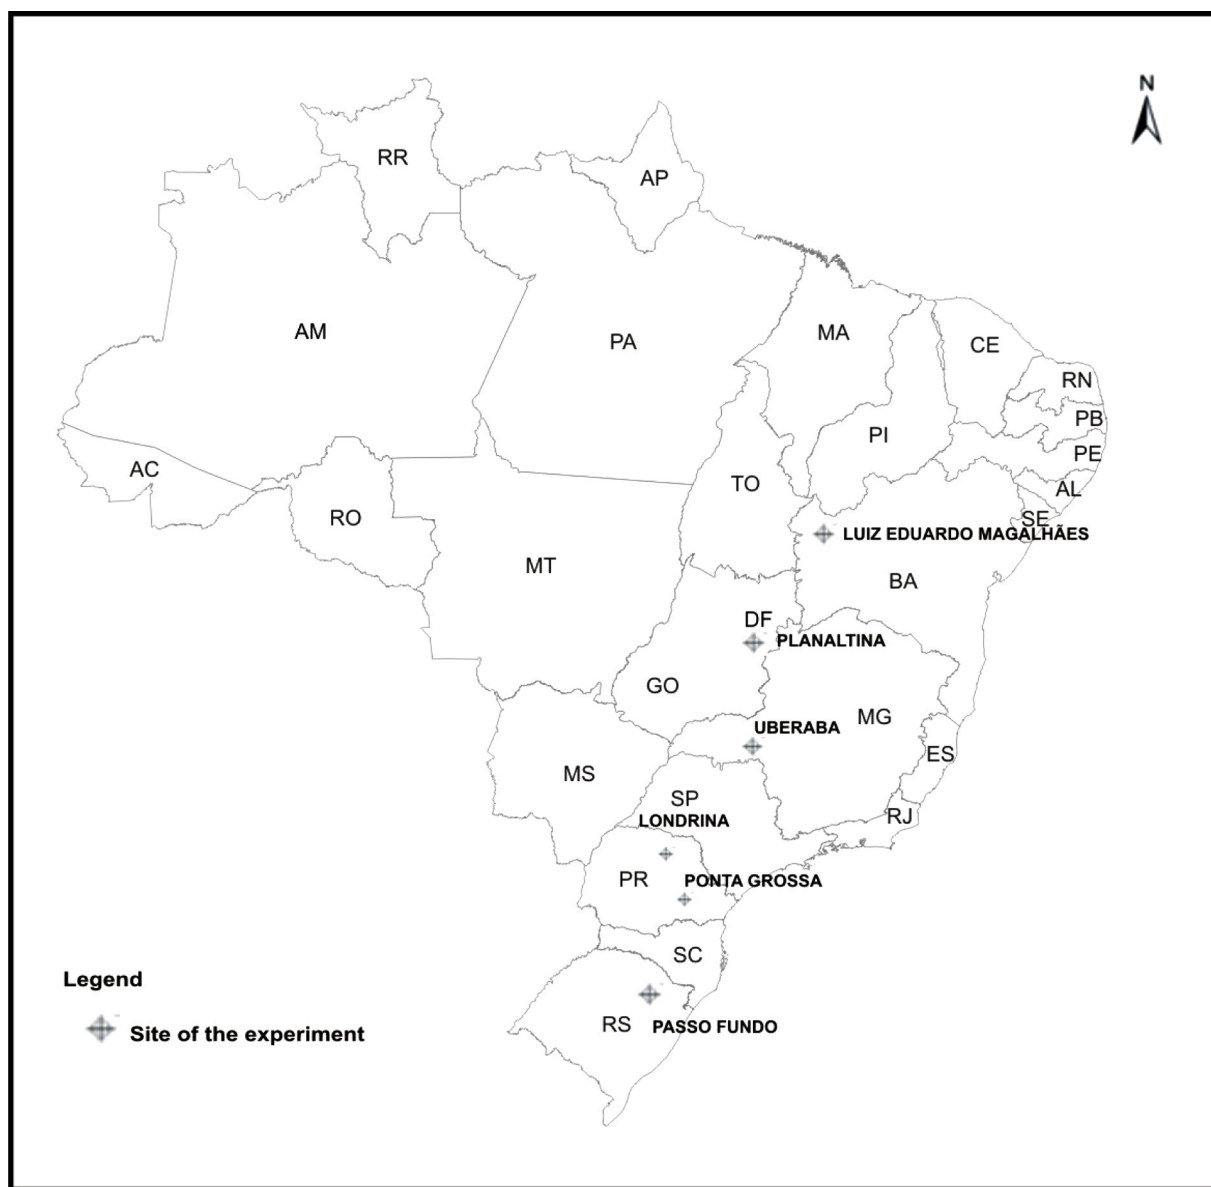 N
RR
AP
AM
PA
MA
CE
RN
PB
PI
PE
AC
TO
AL
RO
SE
LUIZ EDUARDO MAGALHÃES
MT
BA
DF
PLANALTINA
GO
MG
UBERABA
ES
MS
SP
RJ
LONDRINA
PR
PONTA GROSSA
SC
Legend
RS
PASSO FUNDO
Site of the experiment